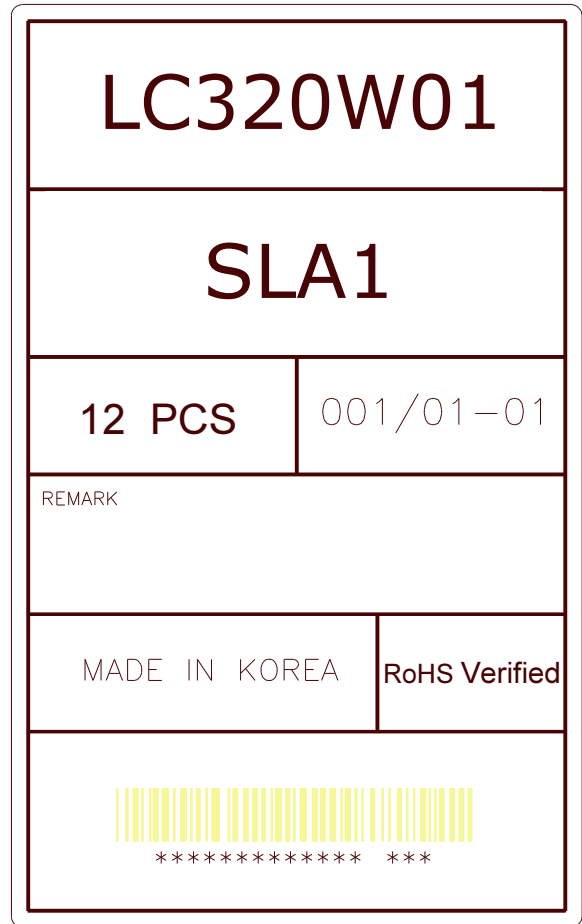 LC320W01
SLA1
12 PCS
001/01-01
REMARK
MADE IN KOREA
RoHS Verified
************* ***